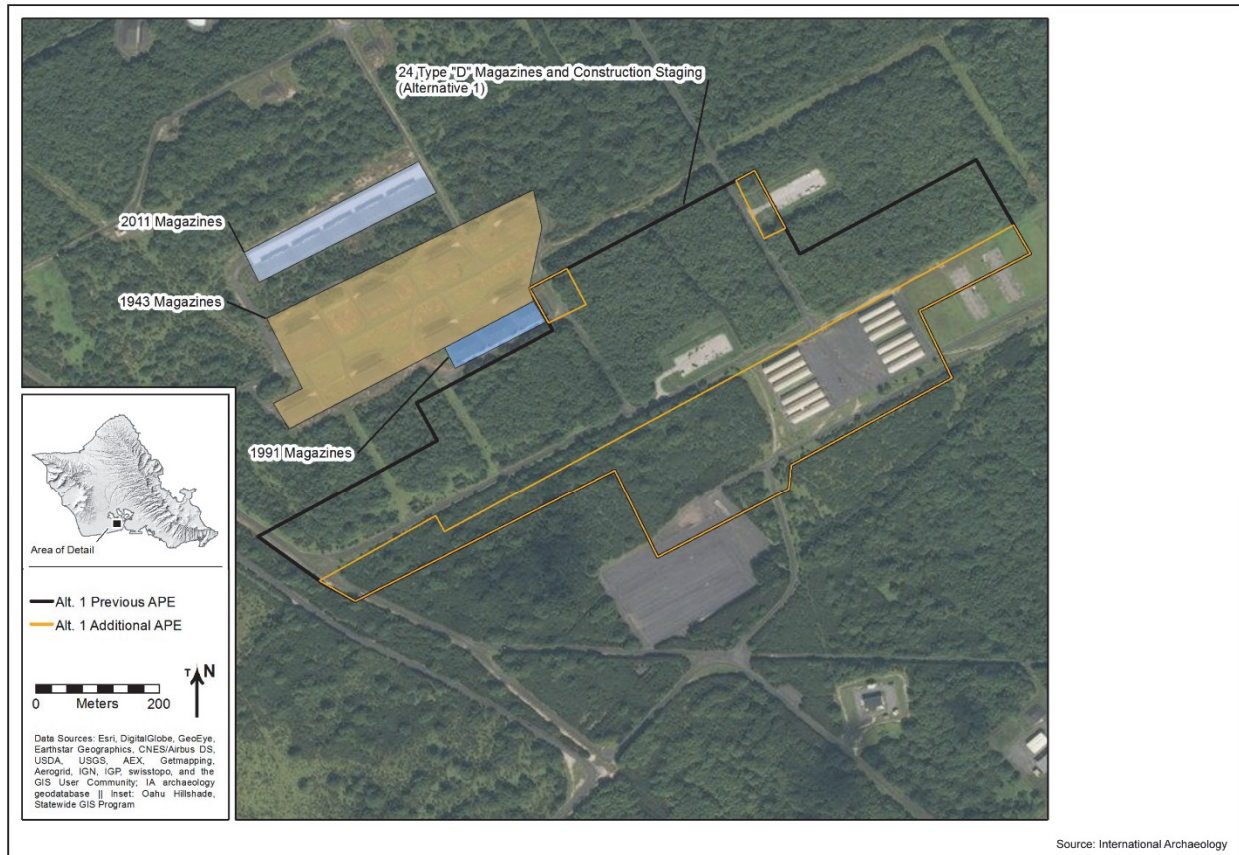 24 Type "D" Magazines and Construction Staging
(Alternative 1)
2011 Magazines
1943 Magazines
1991 Magazines
Area of Detail
Alt. 1 Previous APE
Alt. 1 Additional APE
T N
0 Meters 200
Data Sources: Esri, DigitalGlobe, GeoEye,
Earthstar Geographics, CNES/Airbus DS,
USDA, USGS, AEX, Getmapping,
Aerogrid, IGN, IGP, swisstopo, and the
GIS User Community; IA archaeology
geodatabase || Inset: Oahu Hillshade,
Statewide GIS Program
Source: International Archaeology